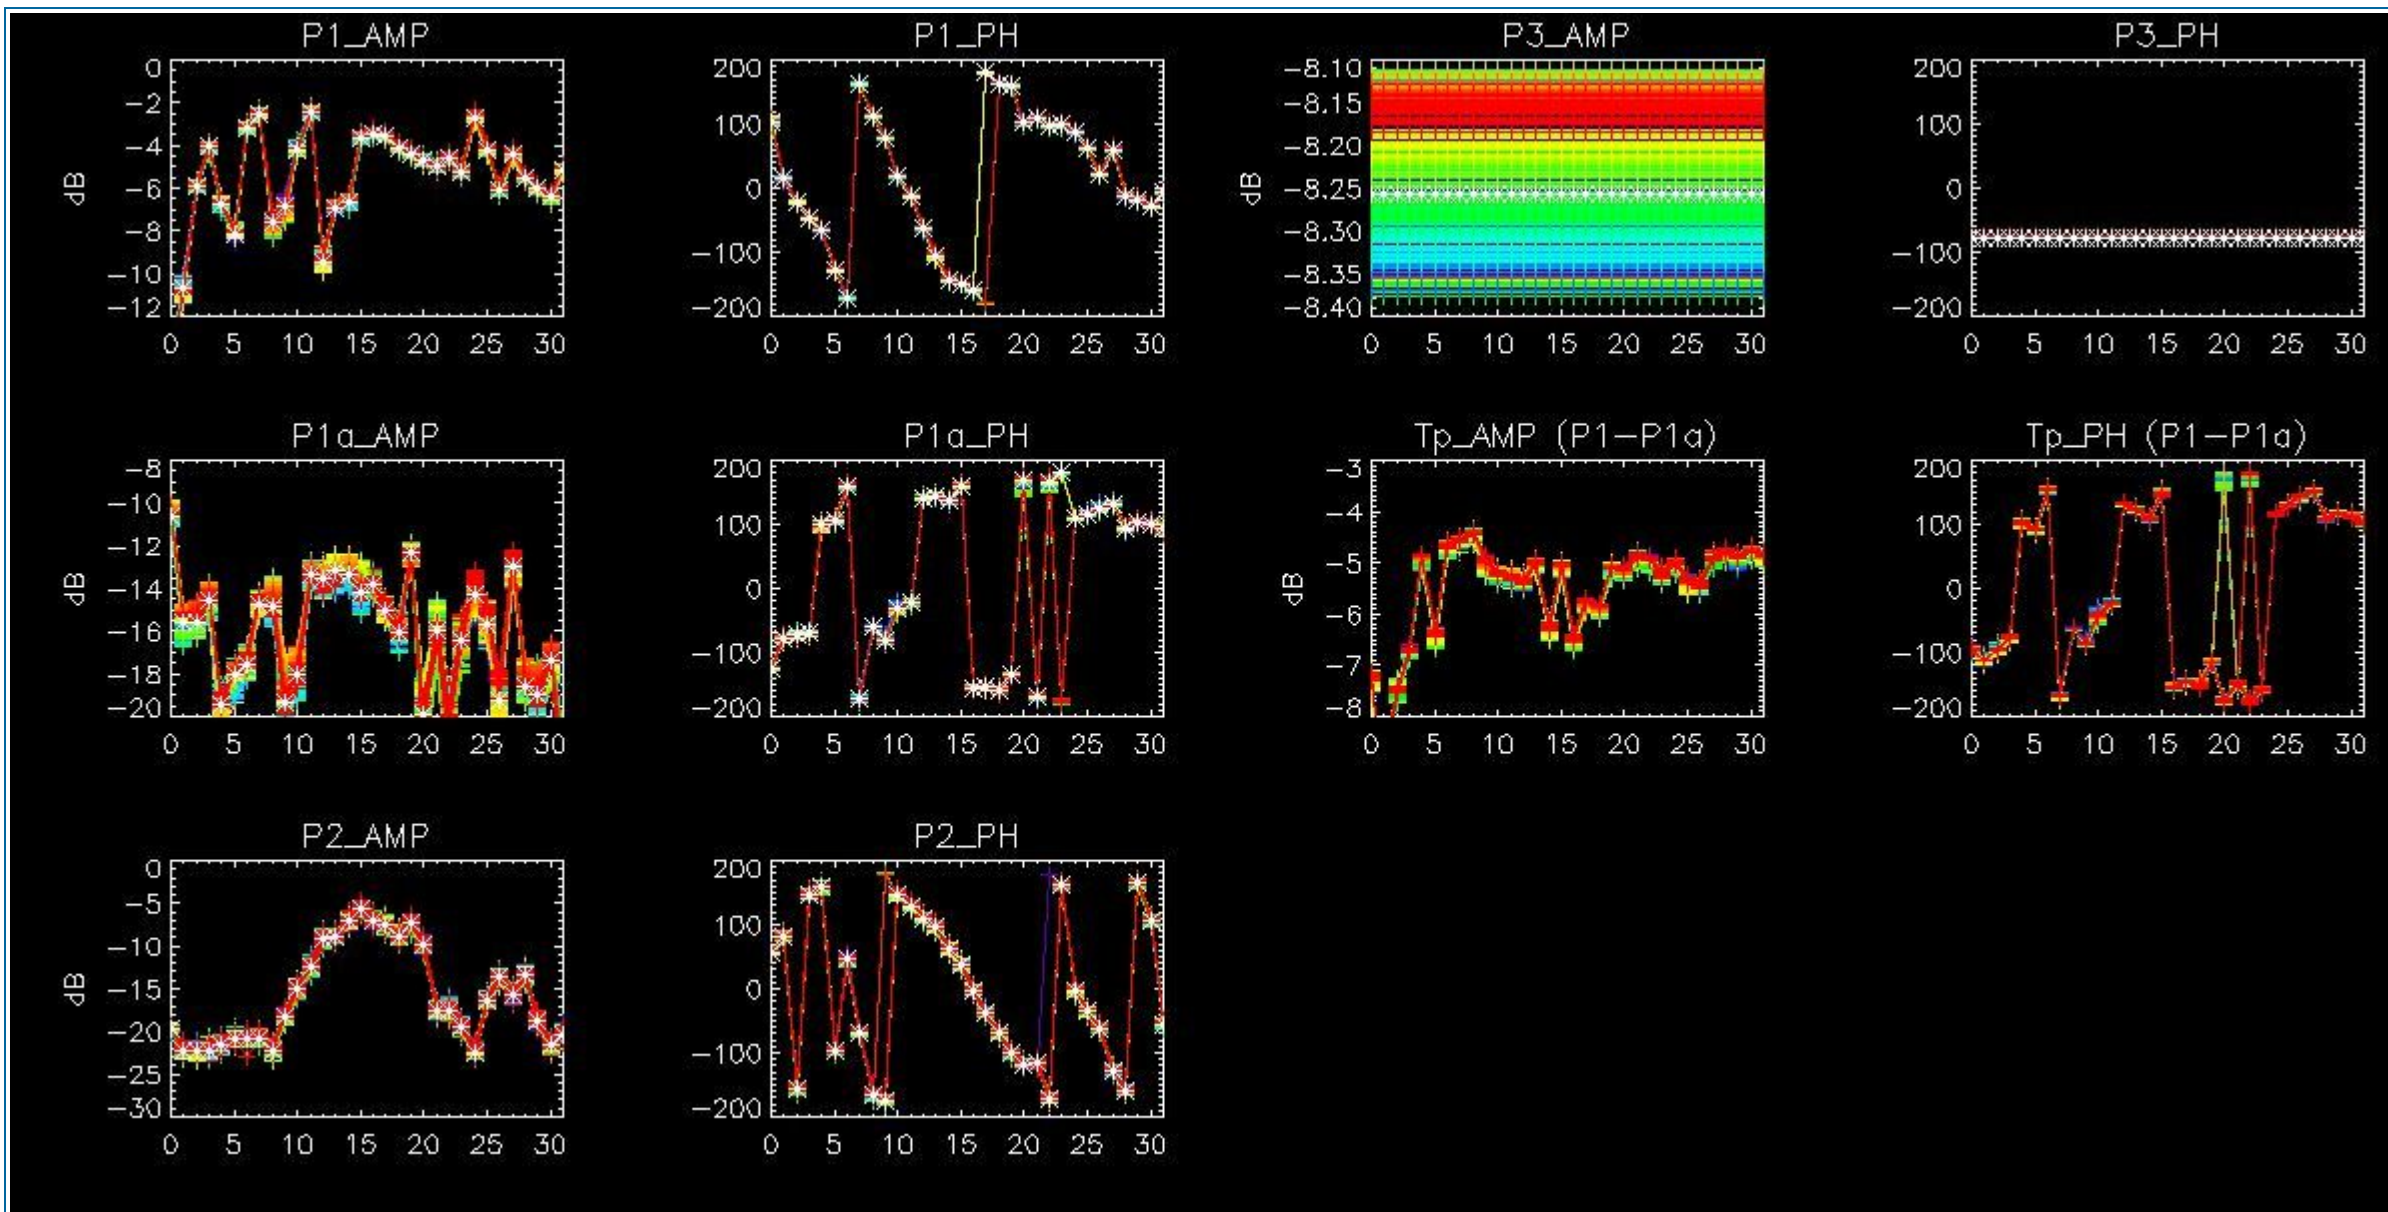 P1_AMP
P1_PH
P3_AMP
P3_PH
0
−2
−4
−6
−8
−10
−12
dB
0 5 10 15 20 25 30
200
100
0
−100
−200
0 5 10 15 20 25 30
−8.10
−8.15
−8.20
−8.25
−8.30
−8.35
−8.40
dB
0 5 10 15 20 25 30
200
100
0
−100
−200
0 5 10 15 20 25 30
P1a_AMP
P1a_PH
Tp_AMP (P1−P1a)
Tp_PH (P1−P1a)
−8
−10
−12
−14
−16
−18
−20
dB
0 5 10 15 20 25 30
200
100
0
−100
−200
0 5 10 15 20 25 30
−3
−4
−5
−6
−7
−8
dB
0 5 10 15 20 25 30
200
100
0
−100
−200
0 5 10 15 20 25 30
P2_AMP
P2_PH
0
−5
−10
−15
−20
−25
−30
dB
0 5 10 15 20 25 30
200
100
0
−100
−200
0 5 10 15 20 25 30